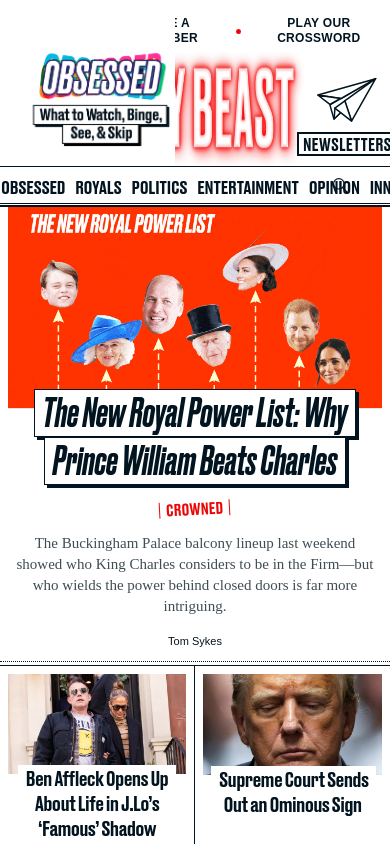 E A
BER
PLAY OUR
CROSSWORD
OBSESSED
What to Watch, Binge,
See, & Skip
Y BEAST
NEWSLETTERS
OBSESSED ROYALS POLITICS ENTERTAINMENT OPINION INN
THE NEW ROYAL POWER LIST
The New Royal Power List: Why
Prince William Beats Charles
CROWNED
The Buckingham Palace balcony lineup last weekend
showed who King Charles considers to be in the Firm—but
who wields the power behind closed doors is far more
intriguing.
Tom Sykes
Ben Affleck Opens Up
About Life in J.Lo’s
‘Famous’ Shadow
Supreme Court Sends
Out an Ominous Sign